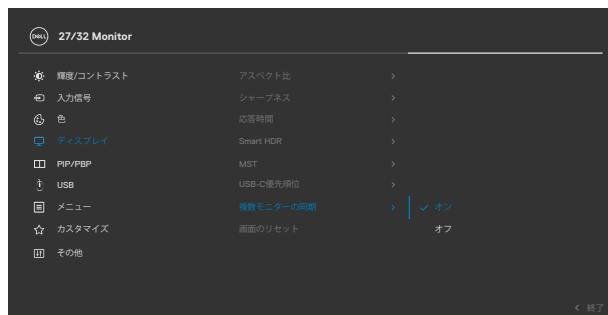 DELL 27/32 Monitor
輝度/コントラスト アスペクト比
入力信号 シャープネス
色 応答時間
ディスプレイ Smart HDR
PIP/PBP MST
USB USB-C優先順位
メニュー 複数モニターの同期 オン
カスタマイズ 画面のリセット オフ
その他
終了